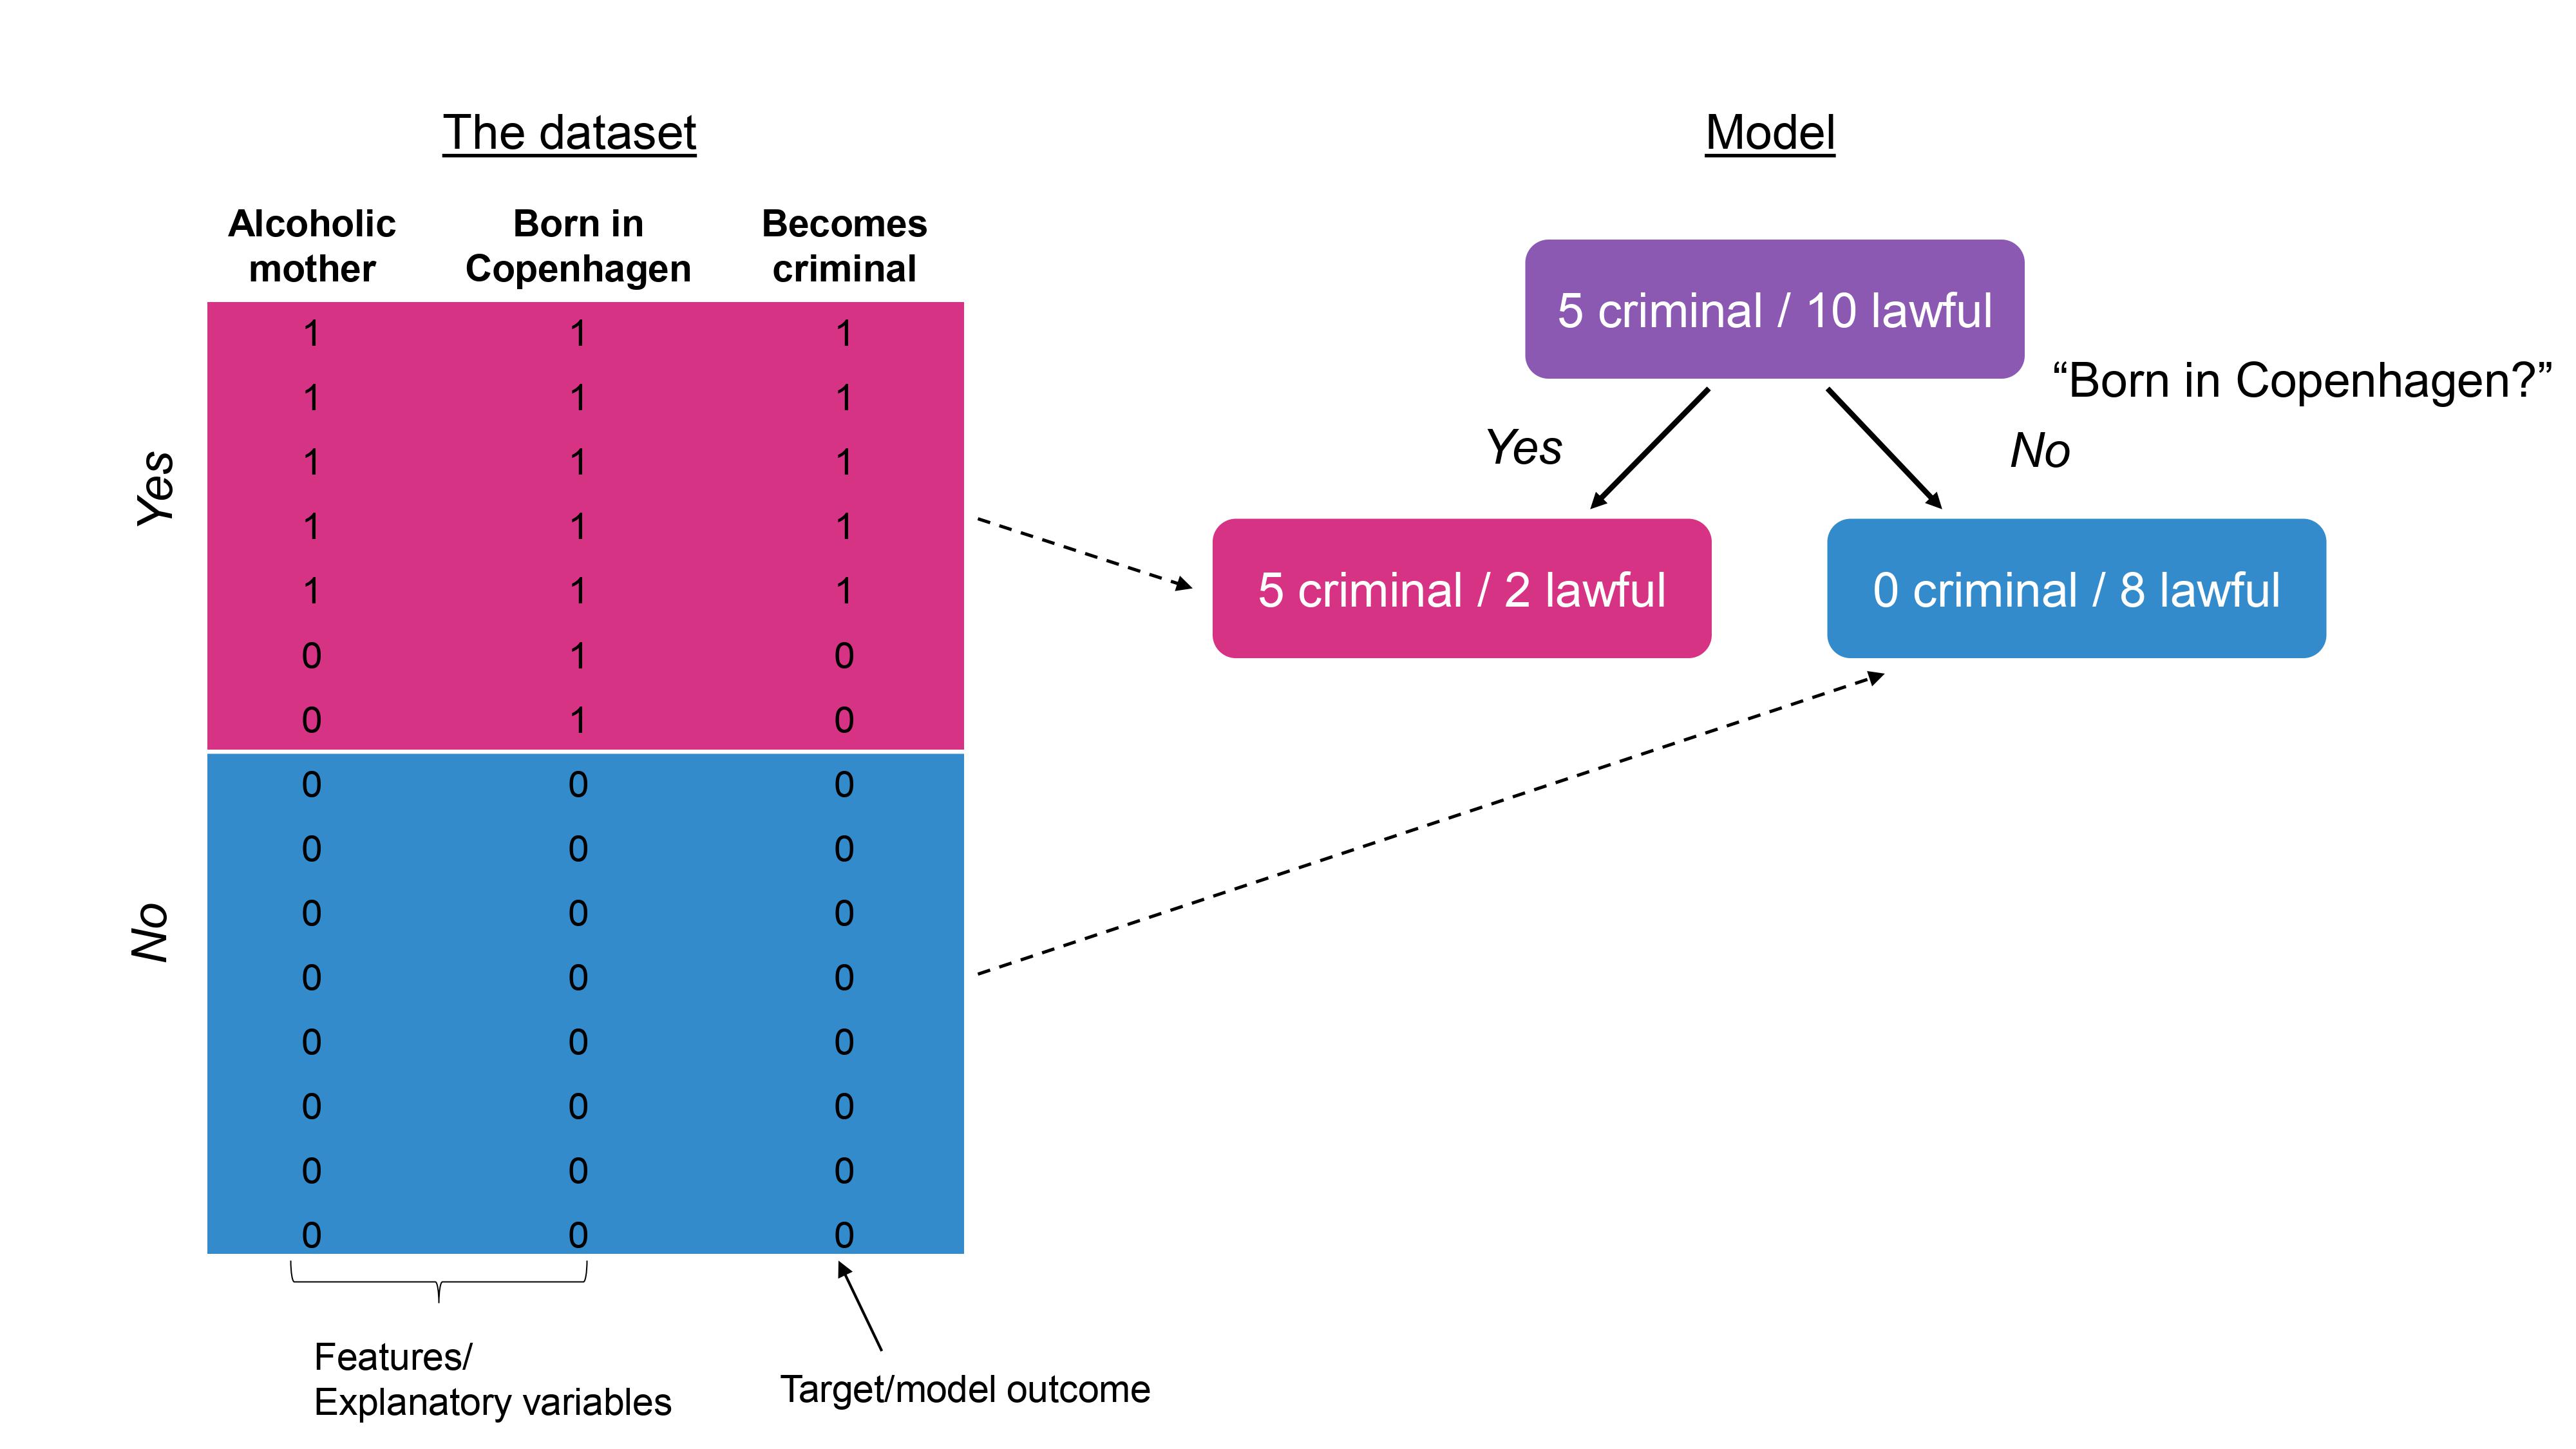 The dataset
Alcoholic mother Born in Copenhagen Becomes criminal
Yes
1 1 1
1 1 1
1 1 1
1 1 1
1 1 1
0 1 0
0 1 0
No
0 0 0
0 0 0
0 0 0
0 0 0
0 0 0
0 0 0
0 0 0
0 0 0
Features/
Explanatory variables
Target/model outcome
Model
5 criminal / 10 lawful
“Born in Copenhagen?”
Yes
No
5 criminal / 2 lawful
0 criminal / 8 lawful